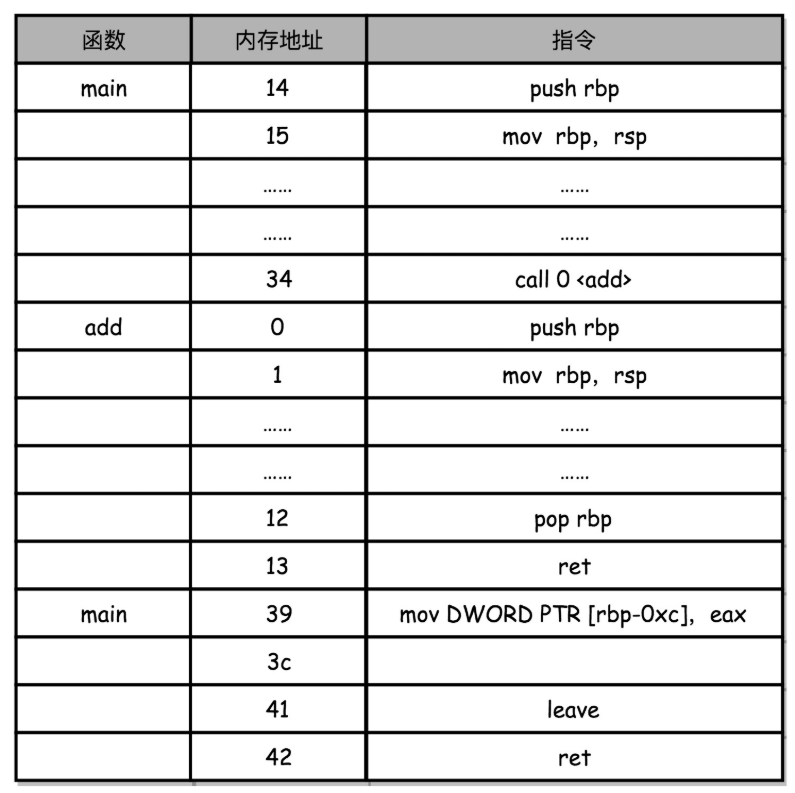 函数 内存地址 指令
main 14 push rbp
15 mov rbp, rsp
...... ......
...... ......
34 call 0 <add>
add 0 push rbp
1 mov rbp, rsp
...... ......
...... ......
12 pop rbp
13 ret
main 39 mov DWORD PTR [rbp-0xc], eax
3c
41 leave
42 ret